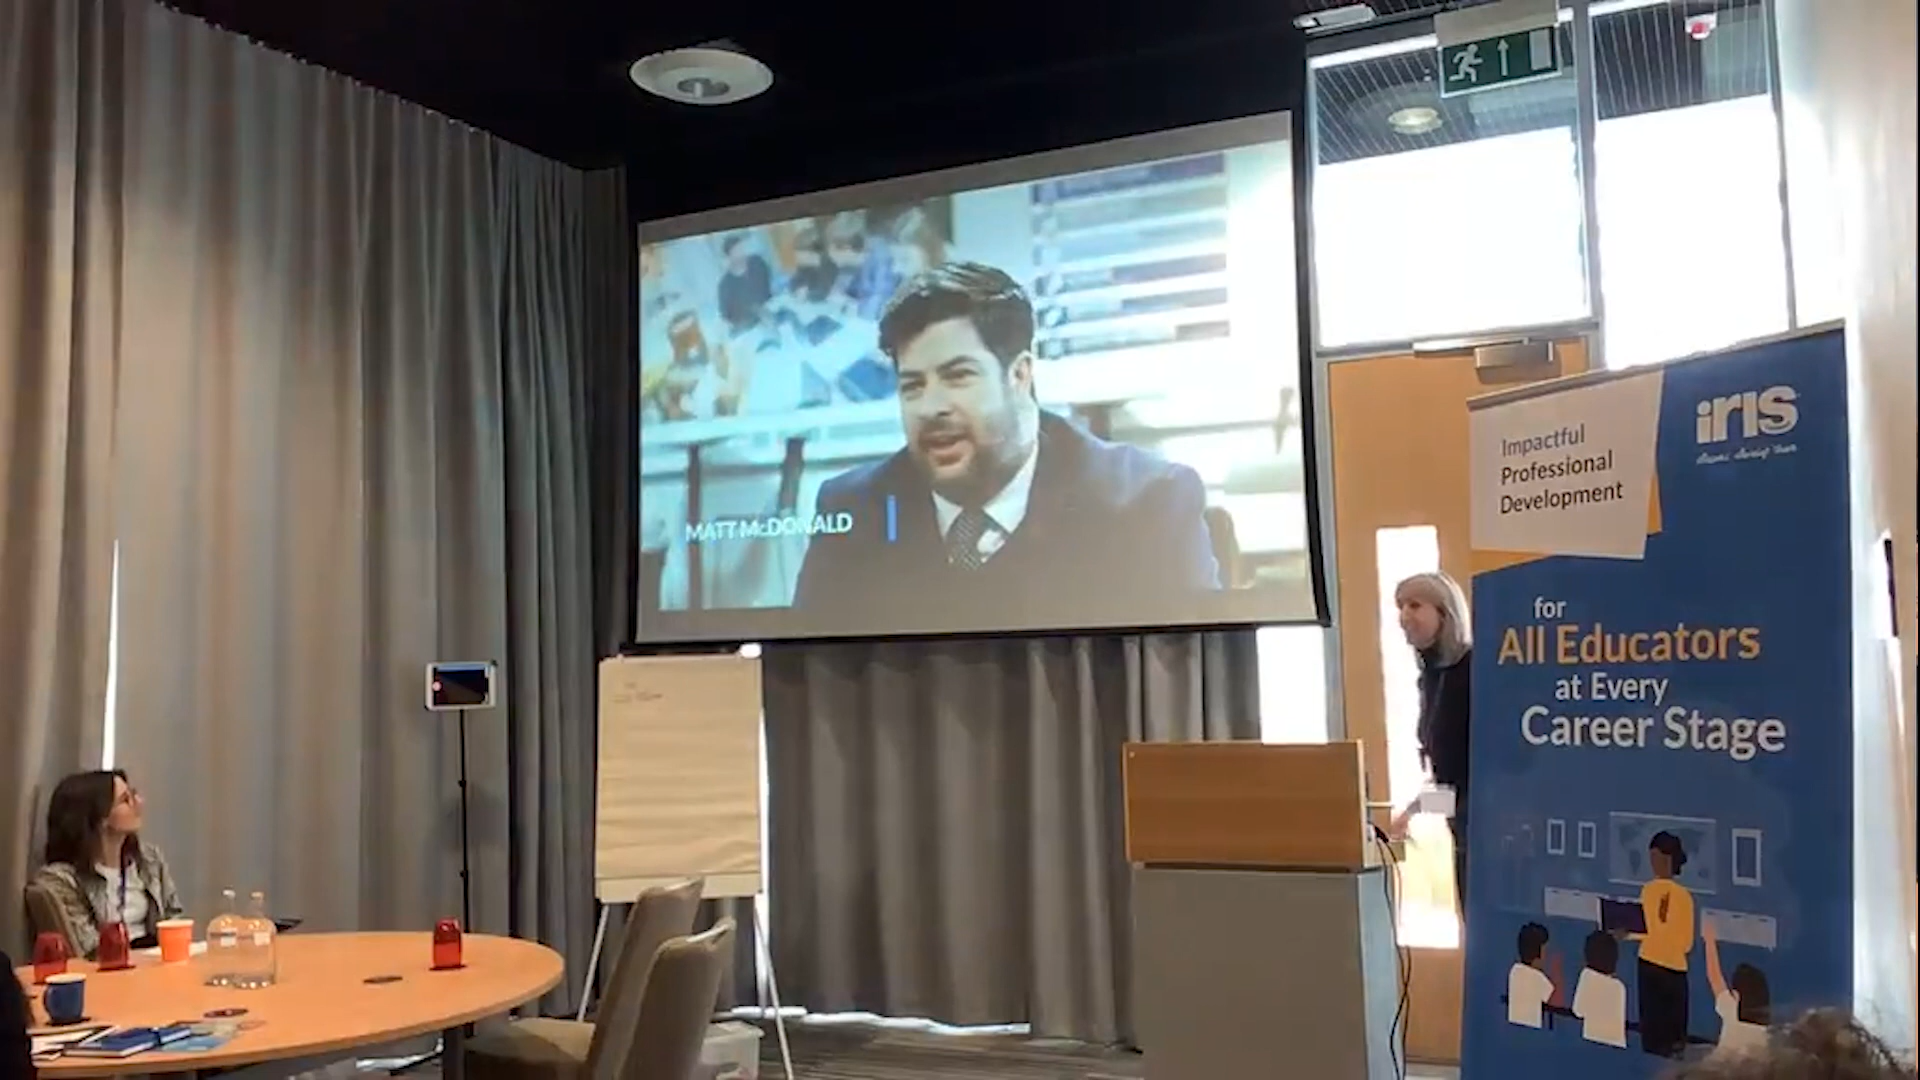 MATT McDONALD
Impactful
Professional
Development
iris
for
All Educators
at Every
Career Stage